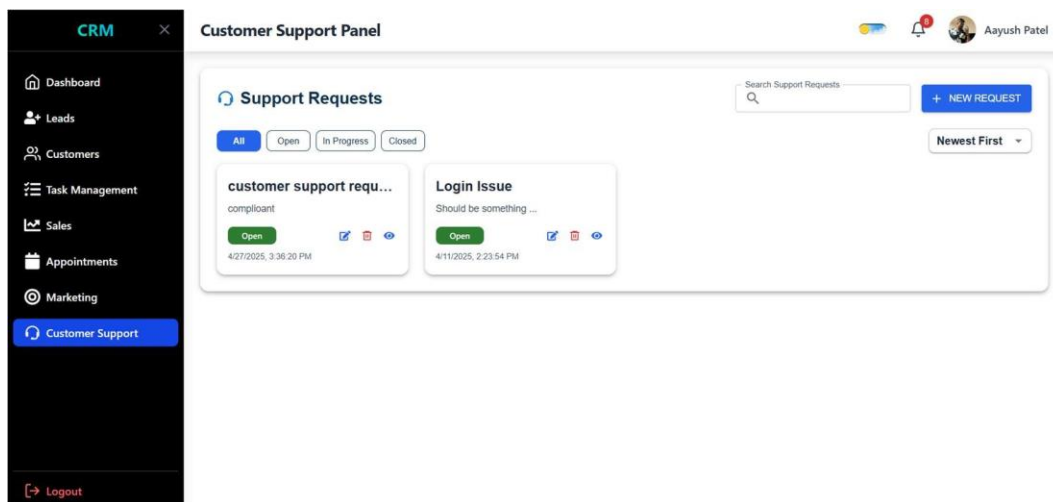 CRM
Dashboard
Leads
Customers
Task Management
Sales
Appointments
Marketing
Customer Support
Logout
Customer Support Panel
8
Aayush Patel
Support Requests
Search Support Requests
+ NEW REQUEST
All
Open
In Progress
Closed
Newest First
customer support requ...
complioant
Open
4/27/2025, 3:36:20 PM
Login Issue
Should be something ...
Open
4/11/2025, 2:23:54 PM